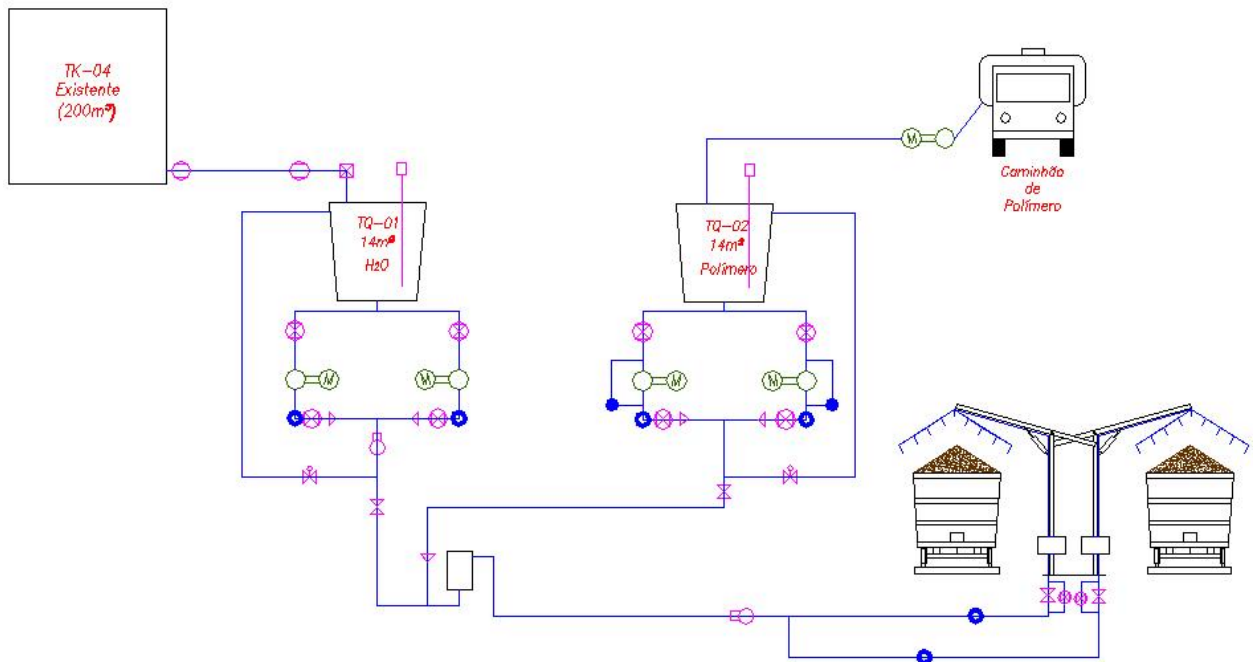 TK-04
Existente
(200m³)
Caminhão
de
Polímero
TQ-01
14m³
H2O
TQ-02
14m³
Polímero
M
M
M
M
M